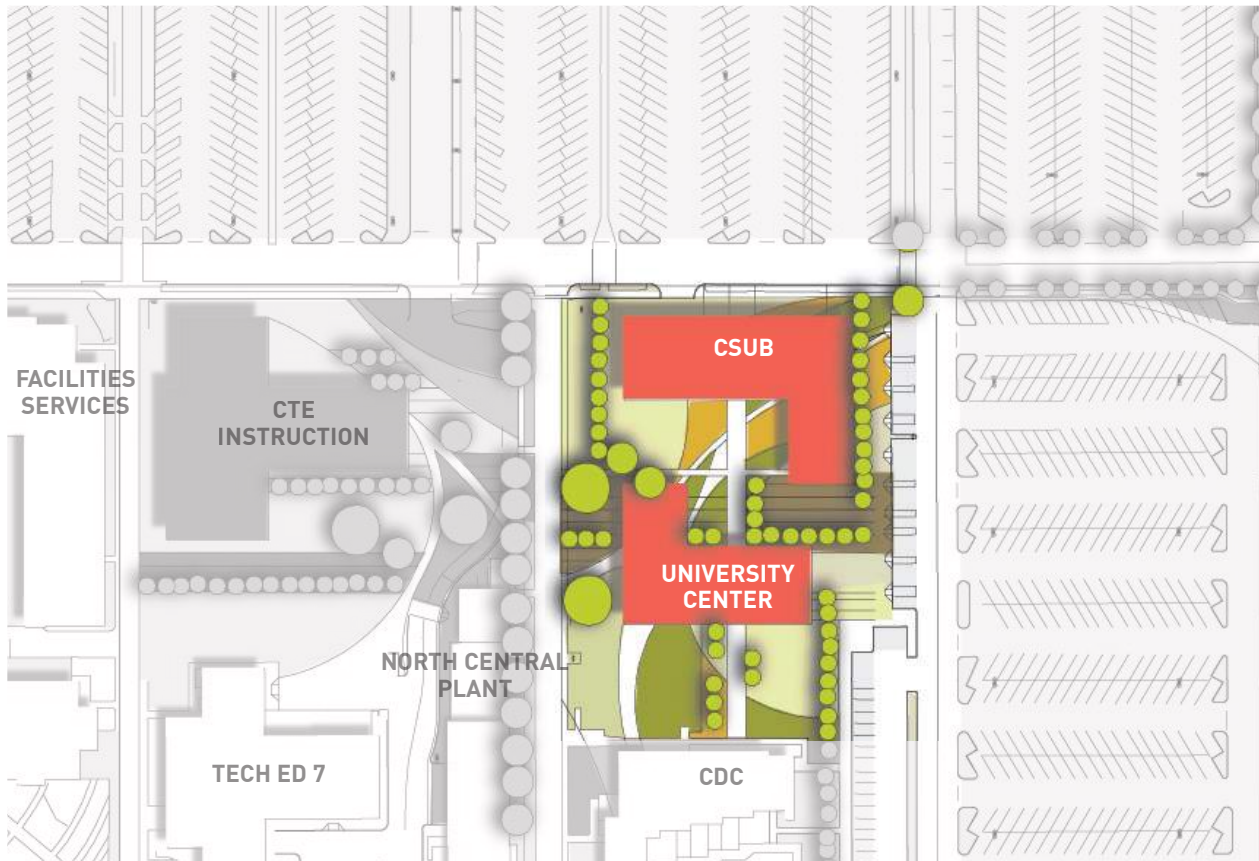 CSUB
FACILITIES
SERVICES
CTE
INSTRUCTION
UNIVERSITY
CENTER
NORTH CENTRAL
PLANT
TECH ED 7
CDC